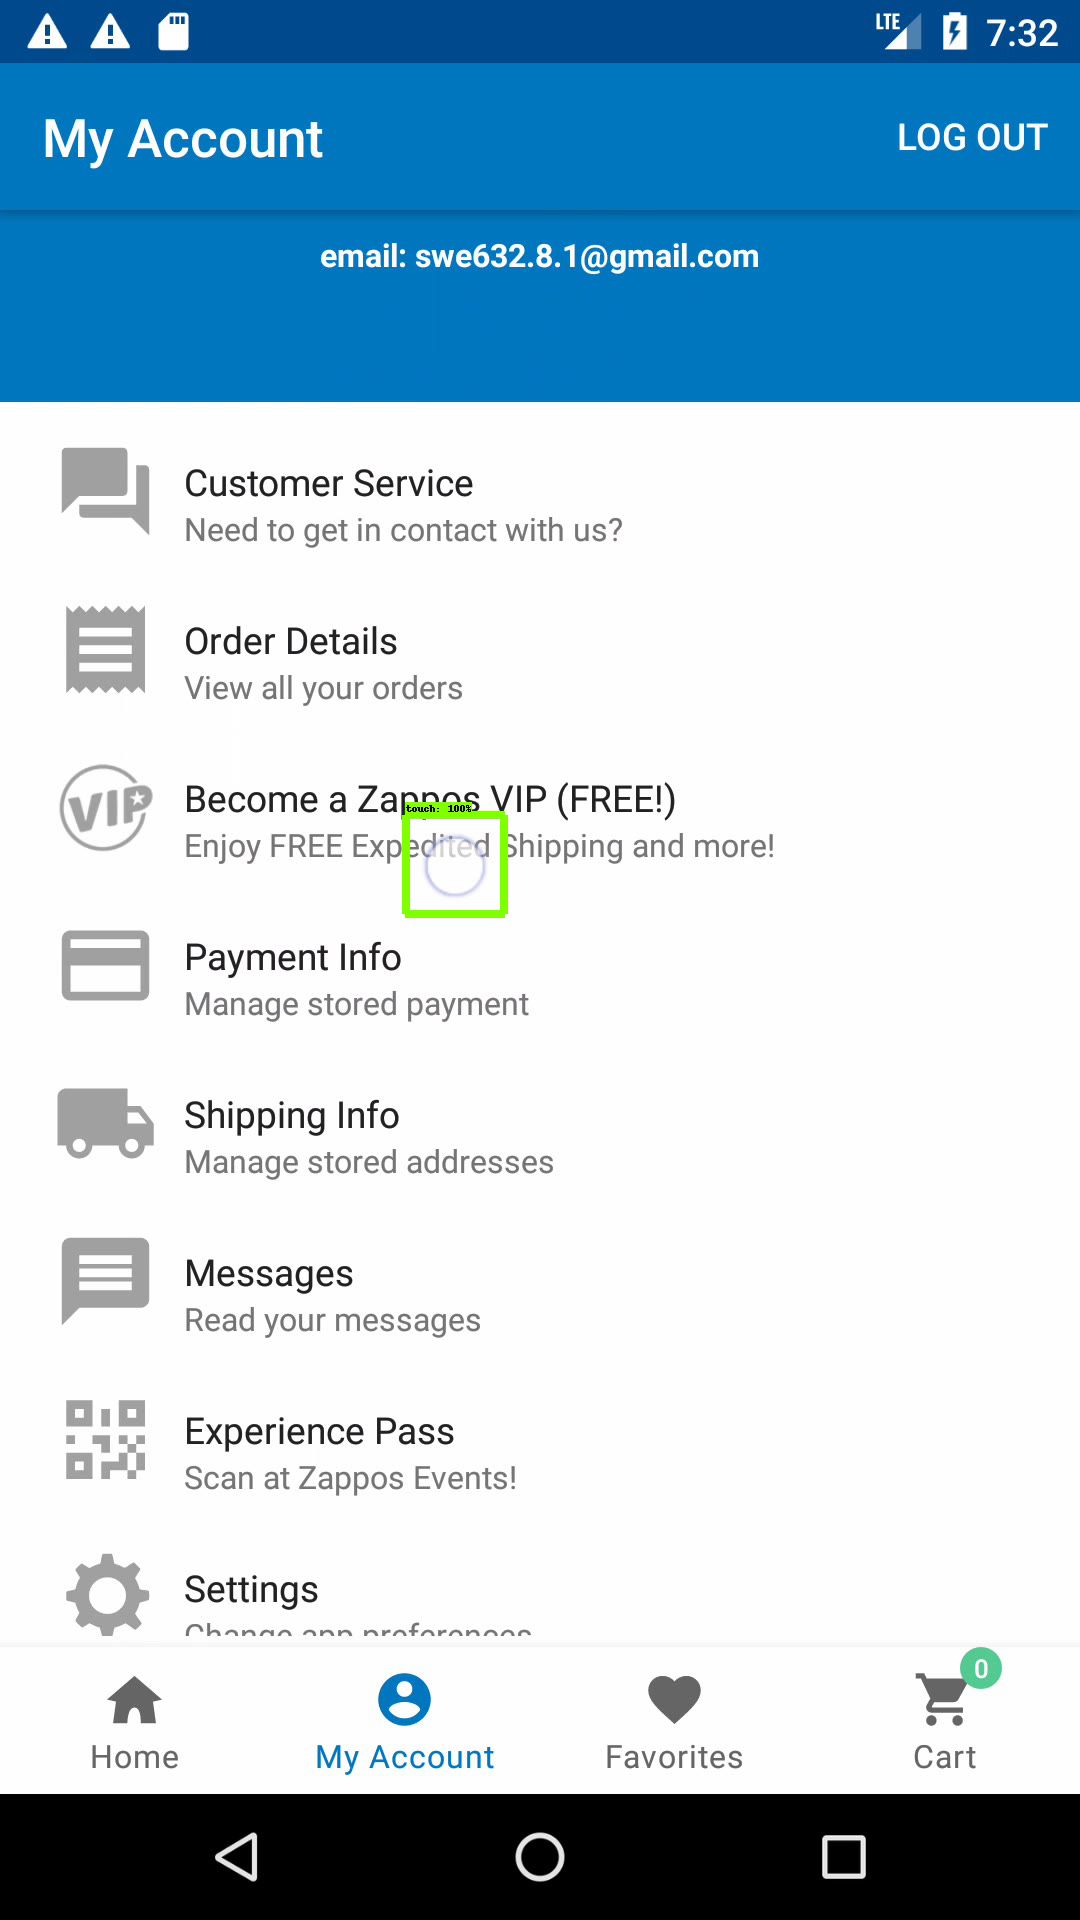 LTE 7:32
My Account LOG OUT
email: swe632.8.1@gmail.com
Customer Service
Need to get in contact with us?
Order Details
View all your orders
VIP
Become a Zappos VIP (FREE!)
touch: 100%
Enjoy FREE Expedited Shipping and more!
Payment Info
Manage stored payment
Shipping Info
Manage stored addresses
Messages
Read your messages
Experience Pass
Scan at Zappos Events!
Settings
Change app preferences
0
Home My Account Favorites Cart